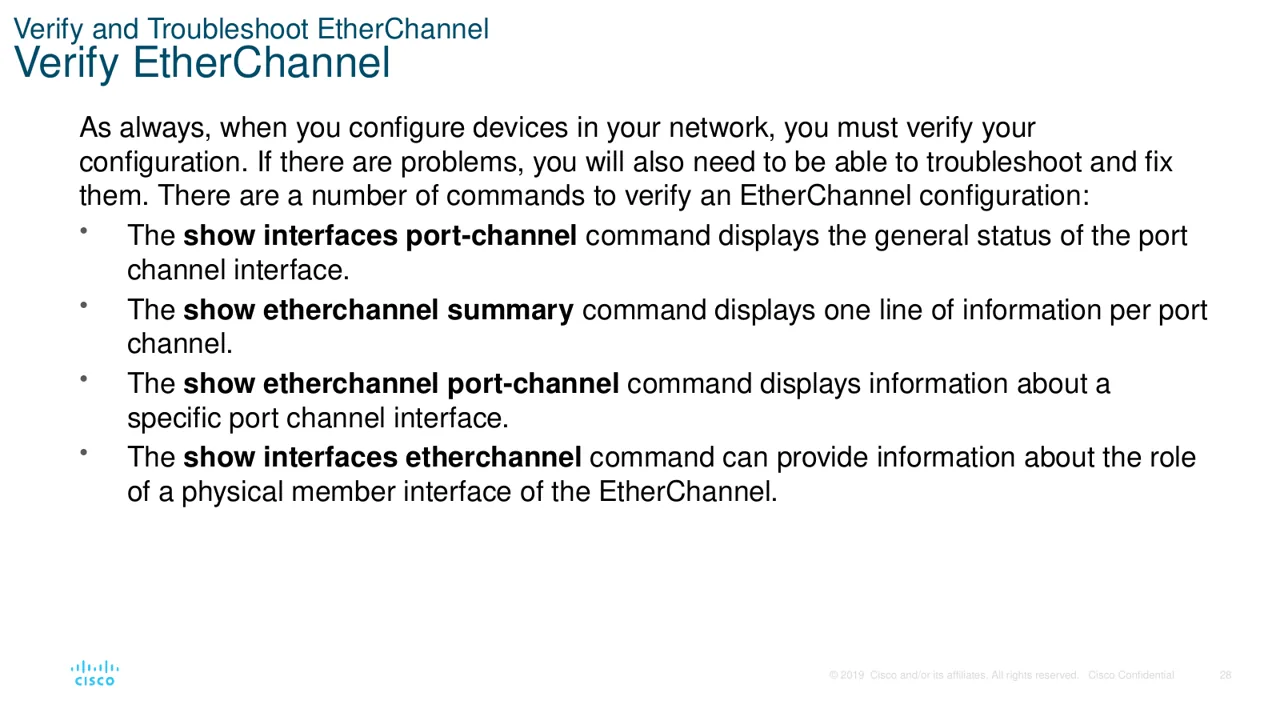 Verify and Troubleshoot EtherChannel
Verify EtherChannel
As always, when you configure devices in your network, you must verify your
configuration. If there are problems, you will also need to be able to troubleshoot and fix
them. There are a number of commands to verify an EtherChannel configuration:
• The show interfaces port-channel command displays the general status of the port
channel interface.
• The show etherchannel summary command displays one line of information per port
channel.
• The show etherchannel port-channel command displays information about a
specific port channel interface.
• The show interfaces etherchannel command can provide information about the role
of a physical member interface of the EtherChannel.
CISCO
© 2019 Cisco and/or its affiliates. All rights reserved. Cisco Confidential 28